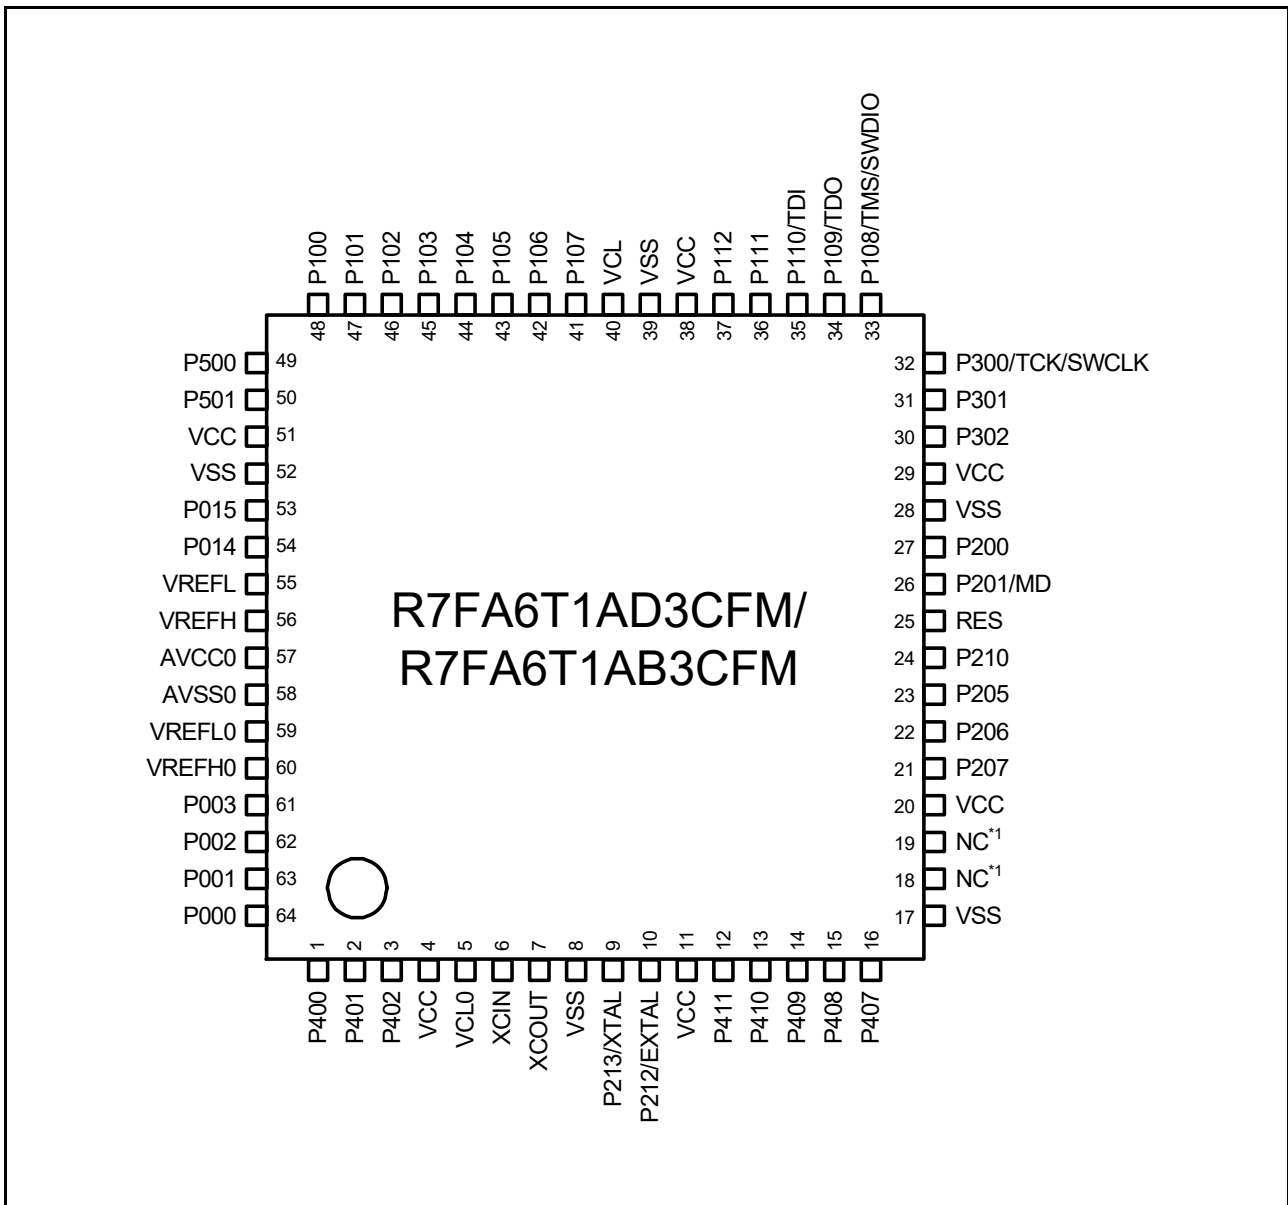 P100
P101
P102
P103
P104
P105
P106
P107
VCL
VSS
VCC
P112
P111
P110/TDI
P109/TDO
P108/TMS/SWDIO
48
47
46
45
44
43
42
41
40
39
38
37
36
35
34
33
P500 49
P501 50
VCC 51
VSS 52
P015 53
P014 54
VREFL 55
VREFH 56
AVCC0 57
AVSS0 58
VREFL0 59
VREFH0 60
P003 61
P002 62
P001 63
P000 64
R7FA6T1AD3CFM/
R7FA6T1AB3CFM
32 P300/TCK/SWCLK
31 P301
30 P302
29 VCC
28 VSS
27 P200
26 P201/MD
25 RES
24 P210
23 P205
22 P206
21 P207
20 VCC
19 NC*1
18 NC*1
17 VSS
1
2
3
4
5
6
7
8
9
10
11
12
13
14
15
16
P400
P401
P402
VCC
VCL0
XCIN
XCOUT
VSS
P213/XTAL
P212/EXTAL
VCC
P411
P410
P409
P408
P407